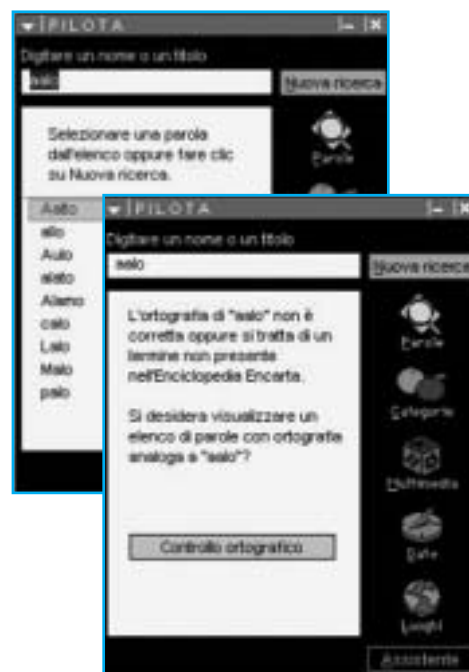 PILOTA
Digitare un nome o un titolo
aalo
Nuova ricerca
Selezionare una parola
dall'elenco oppure fare clic
su Nuova ricerca.
Parole
Aalto
allo
Aulo
alato
Alamo
calo
Lalo
Malo
palo
PILOTA
Digitare un nome o un titolo
aalo
Nuova ricerca
L'ortografia di "aalo" non è
corretta oppure si tratta di un
termine non presente
nell'Enciclopedia Encarta.
Si desidera visualizzare un
elenco di parole con ortografia
analoga a "aalo"?
Controllo ortografico
Parole
Categorie
Multimedia
Date
Luoghi
Assistente